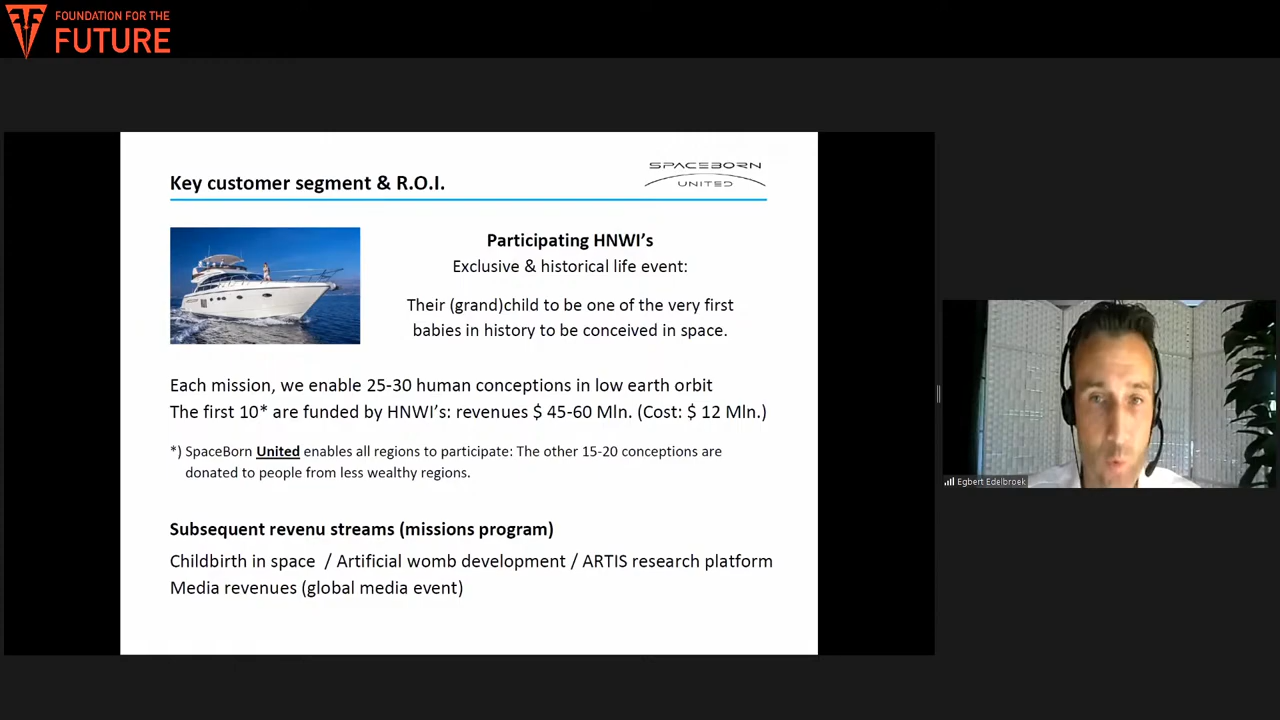 FOUNDATION FOR THE
FUTURE
SPACEBORN
UNITED
Key customer segment & R.O.I.
Participating HNWI's
Exclusive & historical life event:
Their (grand)child to be one of the very first
babies in history to be conceived in space.
Each mission, we enable 25-30 human conceptions in low earth orbit
The first 10* are funded by HNWI's: revenues $ 45-60 Mln. (Cost: $ 12 Mln.)
*) SpaceBorn United enables all regions to participate: The other 15-20 conceptions are
donated to people from less wealthy regions.
Subsequent revenu streams (missions program)
Childbirth in space / Artificial womb development / ARTIS research platform
Media revenues (global media event)
Egbert Edelbroek